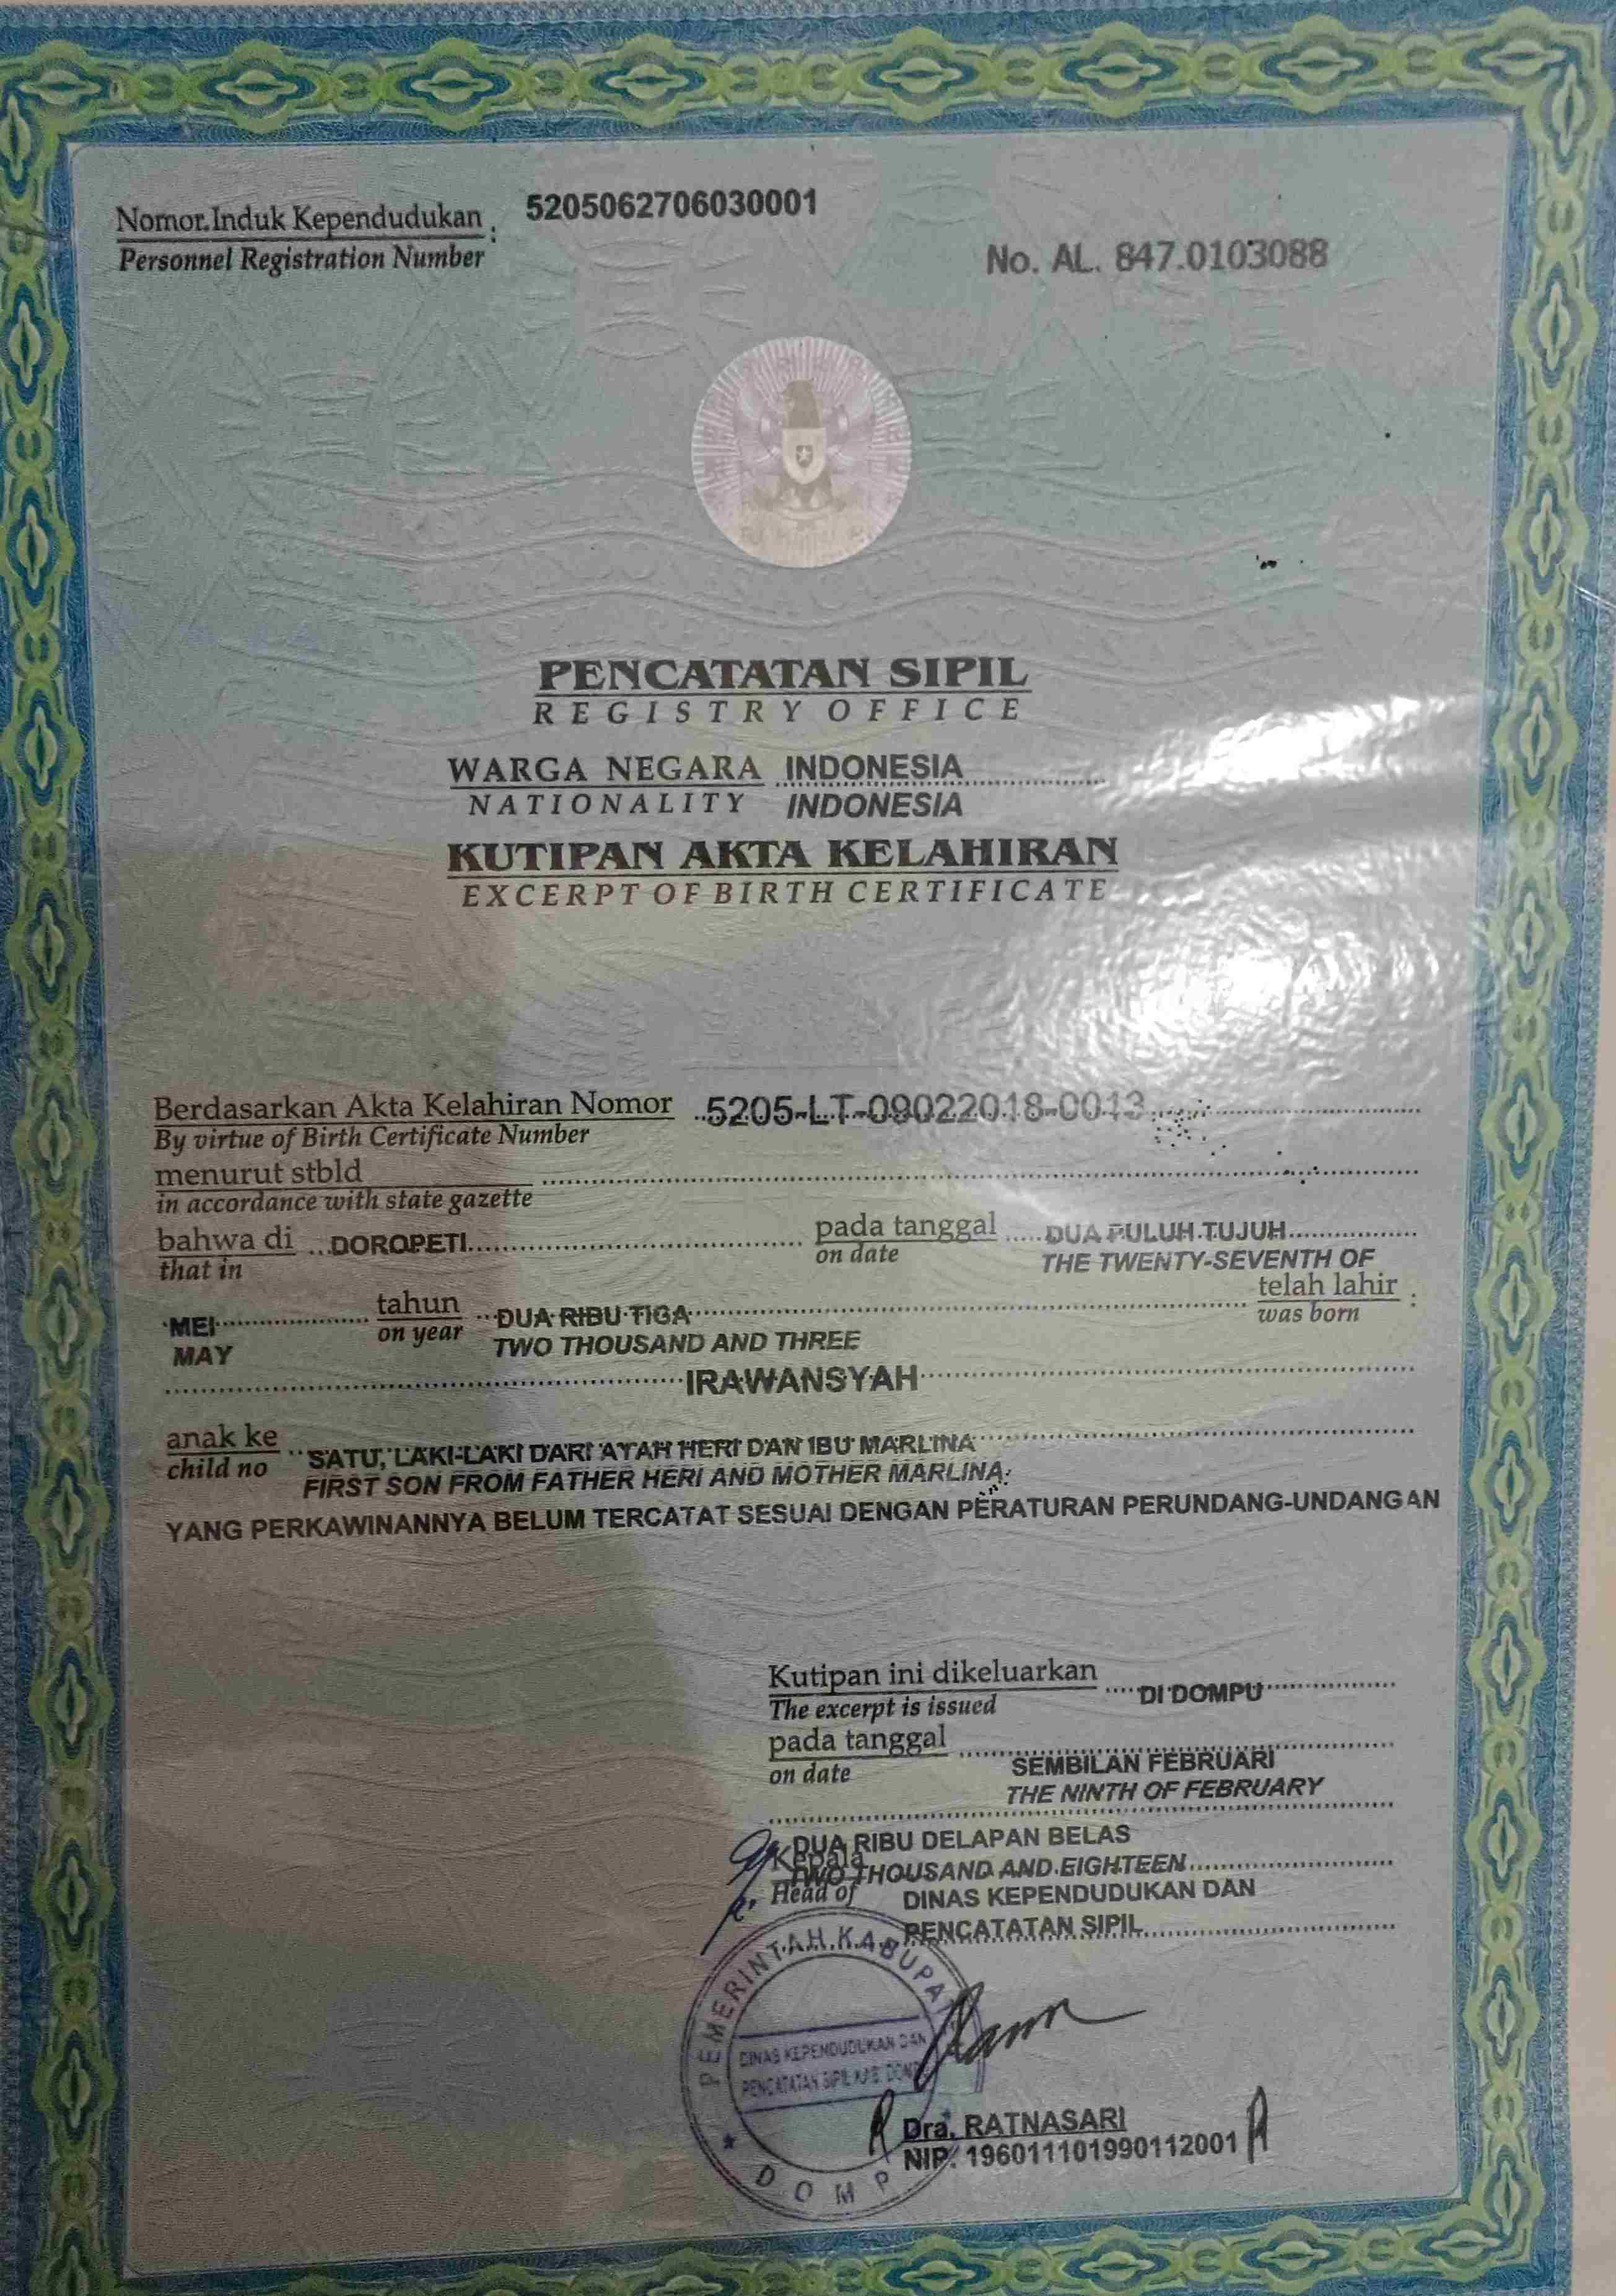 Nomor Induk Kependudukan : 5205062706030001
Personnel Registration Number
No. AL. 847.0103088
PENCATATAN SIPIL
REGISTRY OFFICE
WARGA NEGARA INDONESIA
NATIONALITY INDONESIA
KUTIPAN AKTA KELAHIRAN
EXCERPT OF BIRTH CERTIFICATE
Berdasarkan Akta Kelahiran Nomor 5205-LT-09022018-0013
By virtue of Birth Certificate Number
menurut stbld
in accordance with state gazette
bahwa di DOROPETI pada tanggal DUA PULUH TUJUH
that in on date THE TWENTY-SEVENTH OF
MEI tahun DUA RIBU TIGA telah lahir :
MAY on year TWO THOUSAND AND THREE was born
IRAWANSYAH
anak ke SATU, LAKI-LAKI DARI AYAH HERI DAN IBU MARLINA
child no FIRST SON FROM FATHER HERI AND MOTHER MARLINA
YANG PERKAWINANNYA BELUM TERCATAT SESUAI DENGAN PERATURAN PERUNDANG-UNDANGAN
Kutipan ini dikeluarkan DI DOMPU
The excerpt is issued
pada tanggal SEMBILAN FEBRUARI
on date THE NINTH OF FEBRUARY
DUA RIBU DELAPAN BELAS
Kepala TWO THOUSAND AND EIGHTEEN
Head of DINAS KEPENDUDUKAN DAN
PENCATATAN SIPIL
PEMERINTAH KABUPA
DINAS KEPENDUDUKAN DAN
PENCATATAN SIPIL KAB. DOMP
DOMP
Dra. RATNASARI
NIP. 196011101990112001